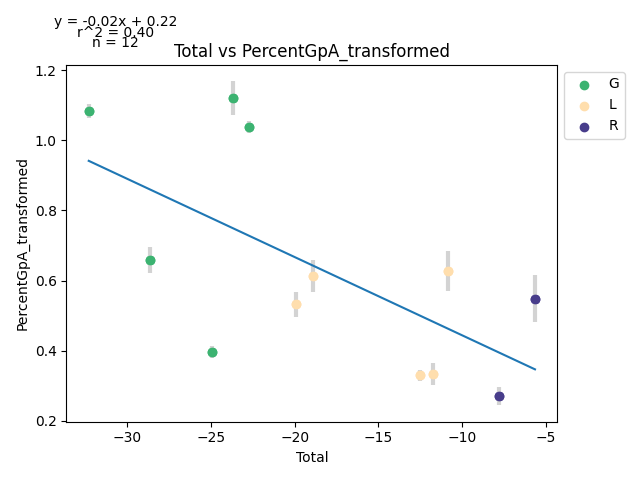 y = -0.02x + 0.22
r^2 = 0.40
n = 12
Total vs PercentGpA_transformed
G
L
R
PercentGpA_transformed
1.2
1.0
0.8
0.6
0.4
0.2
−30
−25
−20
−15
−10
−5
Total